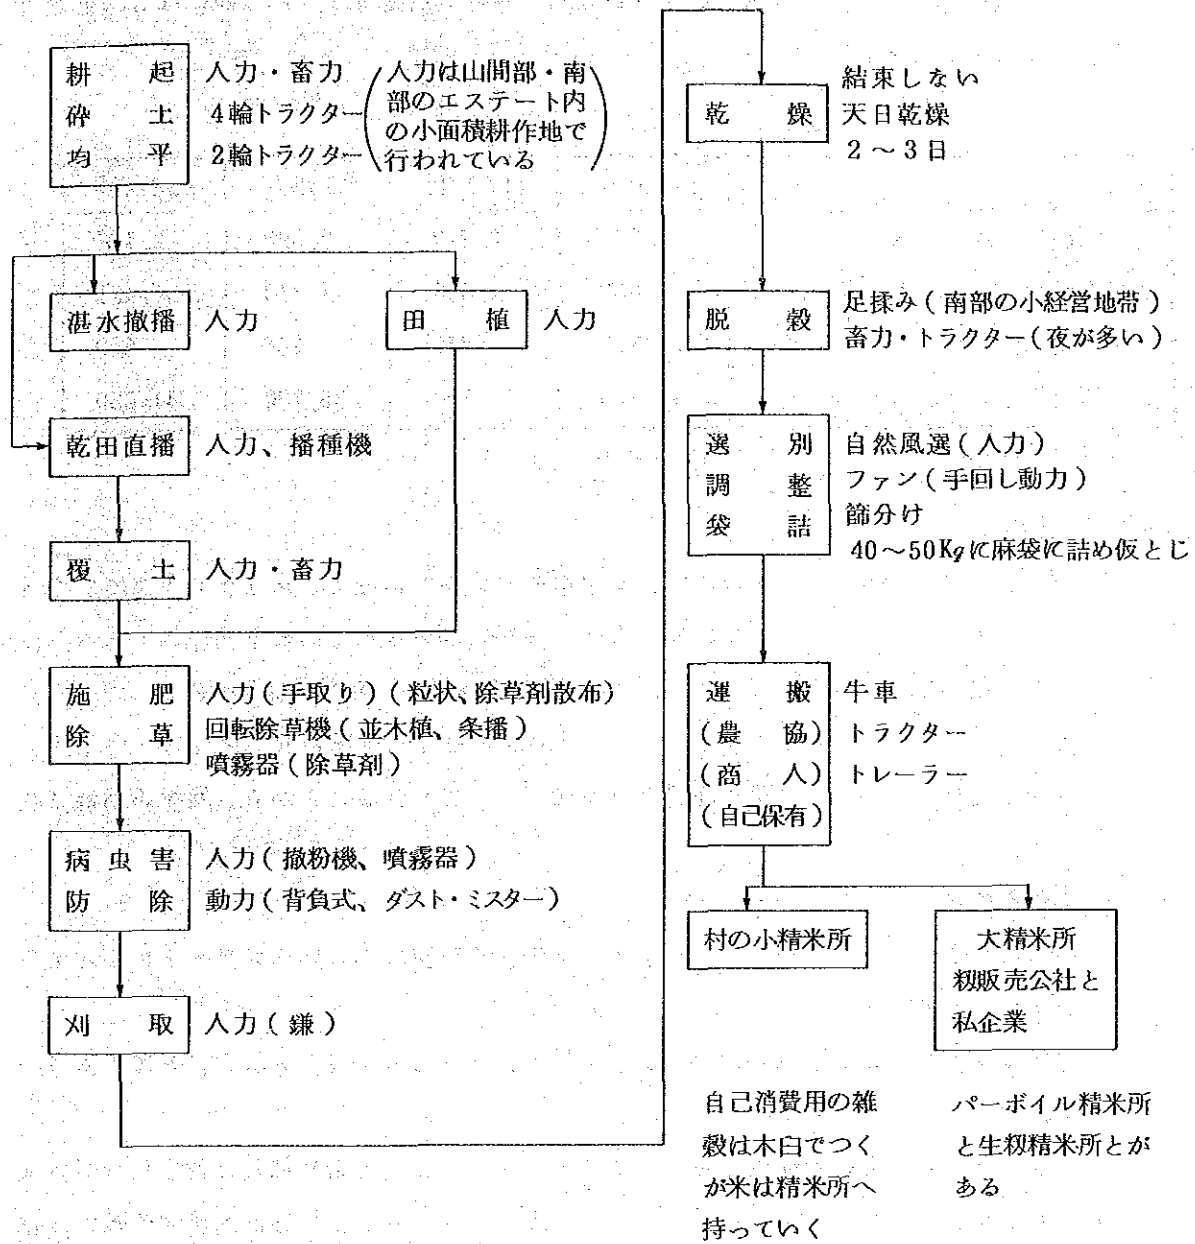 耕起 人力・畜力
砕土 4輪トラクター
均平 2輪トラクター
(人力は山間部・南
部のエステート内
の小面積耕作地で
行われている)
湛水撒播 人力
田植 人力
乾田直播 人力、播種機
覆土 人力・畜力
施肥 人力(手取り)(粒状、除草剤散布)
除草 回転除草機(並木植、条播)
噴霧器(除草剤)
病虫害 人力(撤粉機、噴霧器)
防除 動力(背負式、ダスト・ミスター)
刈取 人力(鎌)
結束しない
乾燥 天日乾燥
2〜3日
脱穀 足揉み(南部の小経営地帯)
畜力・トラクター(夜が多い)
選別 自然風選(人力)
調整 ファン(手回し動力)
袋詰 篩分け
40〜50Kgに麻袋に詰め仮とじ
運搬 牛車
(農協) トラクター
(商人) トレーラー
(自己保有)
村の小精米所
大精米所
籾販売公社と
私企業
自己消費用の雑
穀は木臼でつく
が米は精米所へ
持っていく
パーボイル精米所
と生籾精米所とが
ある